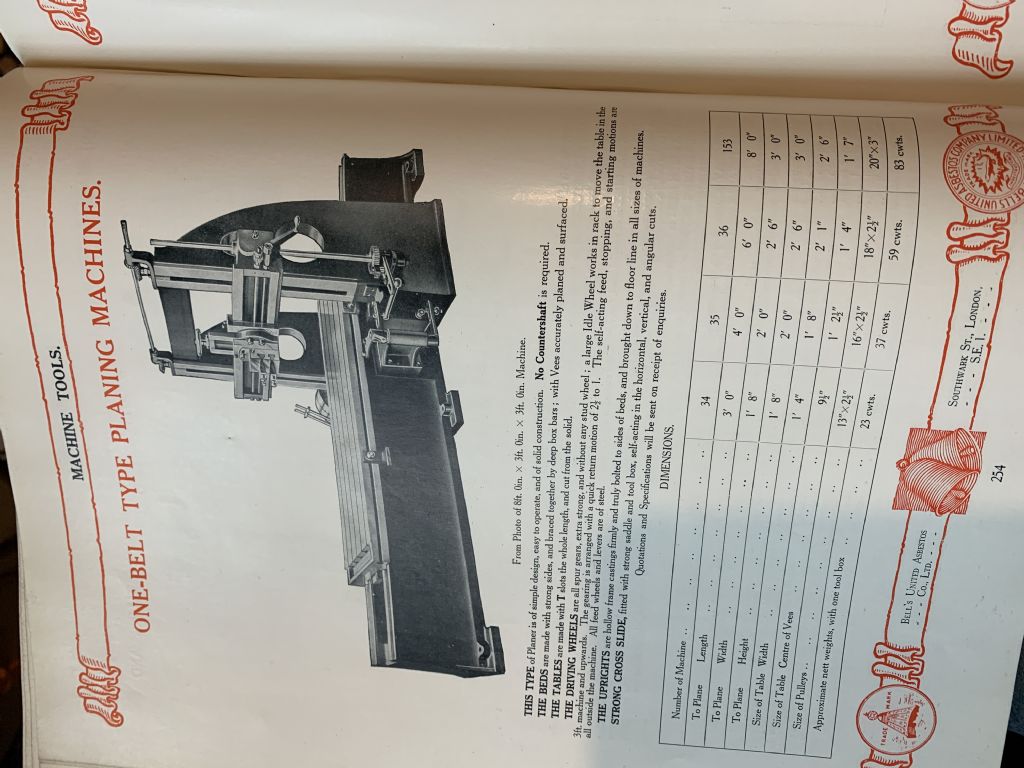 MACHINE TOOLS.
ONE-BELT TYPE PLANING MACHINES.
From Photo of 8ft. 0in. × 3ft. 0in. × 3ft. 0in. Machine.
THIS TYPE of Planer is of simple design, easy to operate, and of solid construction. No Countershaft is required.
THE BEDS are made with strong sides, and braced together by deep box bars; with Vees accurately planed and surfaced.
THE TABLES are made with T slots the whole length, and cut from the solid.
THE DRIVING WHEELS are all spur gears, extra strong, and without any stud wheel; a large Idle Wheel works in rack to move the table in the
3ft. machine and upwards. The gearing is arranged with a quick return motion of 2½ to 1. The self-acting feed, stopping, and starting motions are
all outside the machine. All feed wheels and levers are of steel.
THE UPRIGHTS are hollow frame castings firmly and truly bolted to sides of beds, and brought down to floor line in all sizes of machines.
STRONG CROSS SLIDE, fitted with strong saddle and tool box, self-acting in the horizontal, vertical, and angular cuts.
Quotations and Specifications will be sent on receipt of enquiries.
DIMENSIONS.
Number of Machine .. .. .. .. .. .. 34 35 36 153
To Plane Length .. .. .. .. .. .. 3' 0" 4' 0" 6' 0" 8' 0"
To Plane Width .. .. .. .. .. .. 1' 8" 2' 0" 2' 6" 3' 0"
To Plane Height .. .. .. .. .. .. 1' 8" 2' 0" 2' 6" 3' 0"
Size of Table Width .. .. .. .. .. 1' 4" 1' 8" 2' 1" 2' 6"
Size of Table Centre of Vees .. .. .. .. 9½" 1' 2½" 1' 4" 1' 7"
Size of Pulleys .. .. .. .. .. .. 13"×2½" 16"×2½" 18"×2½" 20"×3"
Approximate nett weights, with one tool box .. .. .. 23 cwts. 37 cwts. 59 cwts. 83 cwts.
TRADE MARK
BELL'S UNITED ASBESTOS
- - - CO., LTD., - - -
SOUTHWARK ST., LONDON,
- - - S.E. 1. - - -
BELL'S UNITED ASBESTOS COMPANY LIMITED
254